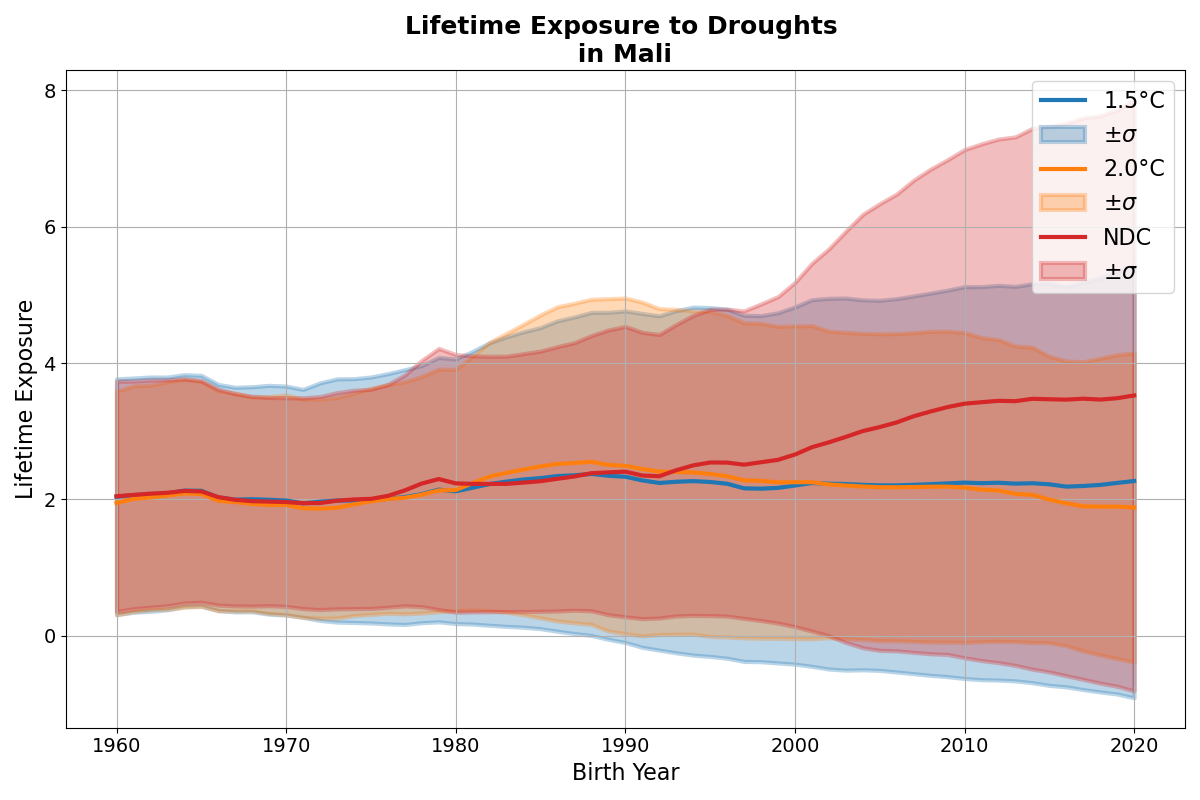 Lifetime Exposure to Droughts
in Mali
8
6
4
2
0
Lifetime Exposure
1960 1970 1980 1990 2000 2010 2020
Birth Year
1.5°C
±σ
2.0°C
±σ
NDC
±σ